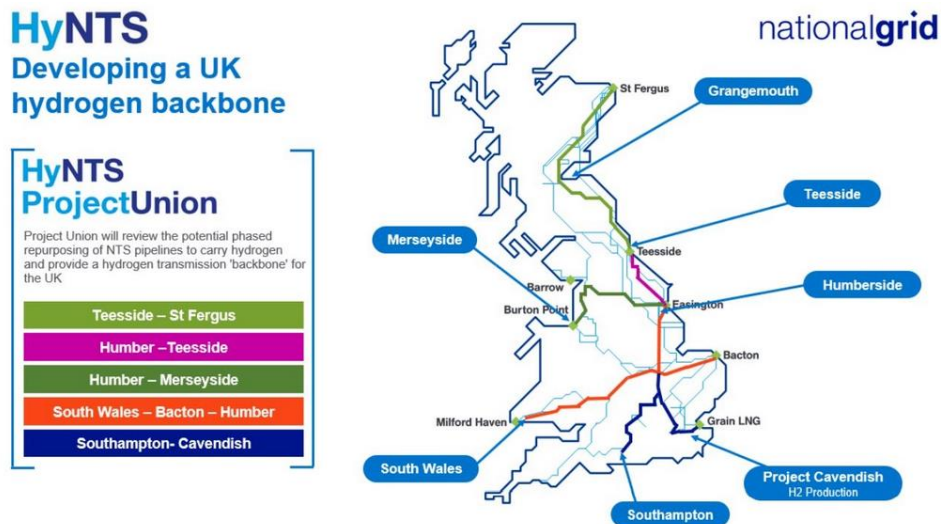 HyNTS
Developing a UK
hydrogen backbone
nationalgrid
HyNTS
ProjectUnion
Project Union will review the potential phased
repurposing of NTS pipelines to carry hydrogen
and provide a hydrogen transmission 'backbone' for
the UK
Teesside – St Fergus
Humber –Teesside
Humber – Merseyside
South Wales – Bacton – Humber
Southampton- Cavendish
St Fergus
Grangemouth
Teesside
Merseyside
Teesside
Humberside
Barrow
Burton Point
Easington
Bacton
Milford Haven
Grain LNG
South Wales
Project Cavendish
H2 Production
Southampton